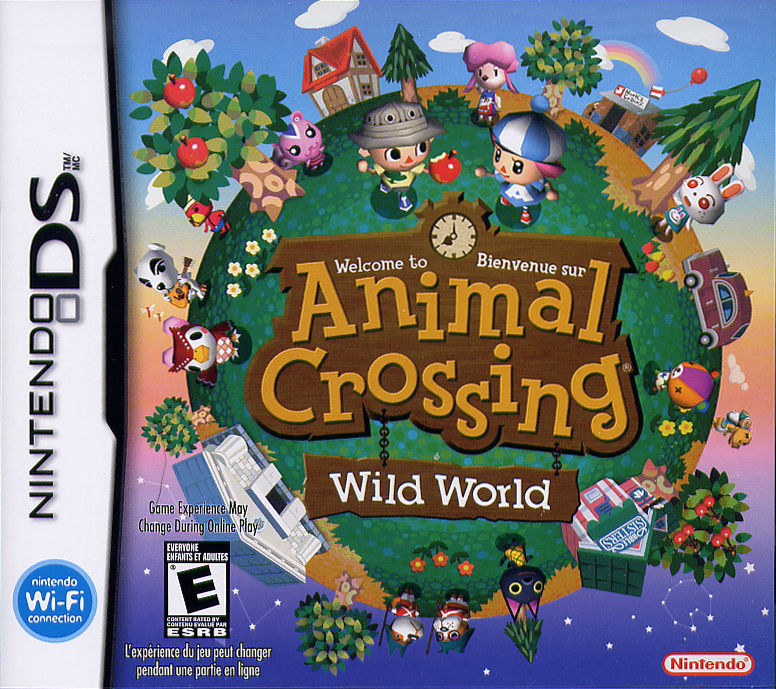 NINTENDO DS TM/MC
nintendo
Wi-Fi
connection
Welcome to
Bienvenue sur
Animal
Crossing®
Wild World
ABLE
SISTERS
Game Experience May
Change During Online Play
EVERYONE
ENFANTS ET ADULTES
E
®
CONTENT RATED BY
CONTENU ÉVALUÉ PAR
ESRB
L'expérience du jeu peut changer
pendant une partie en ligne
Nintendo®